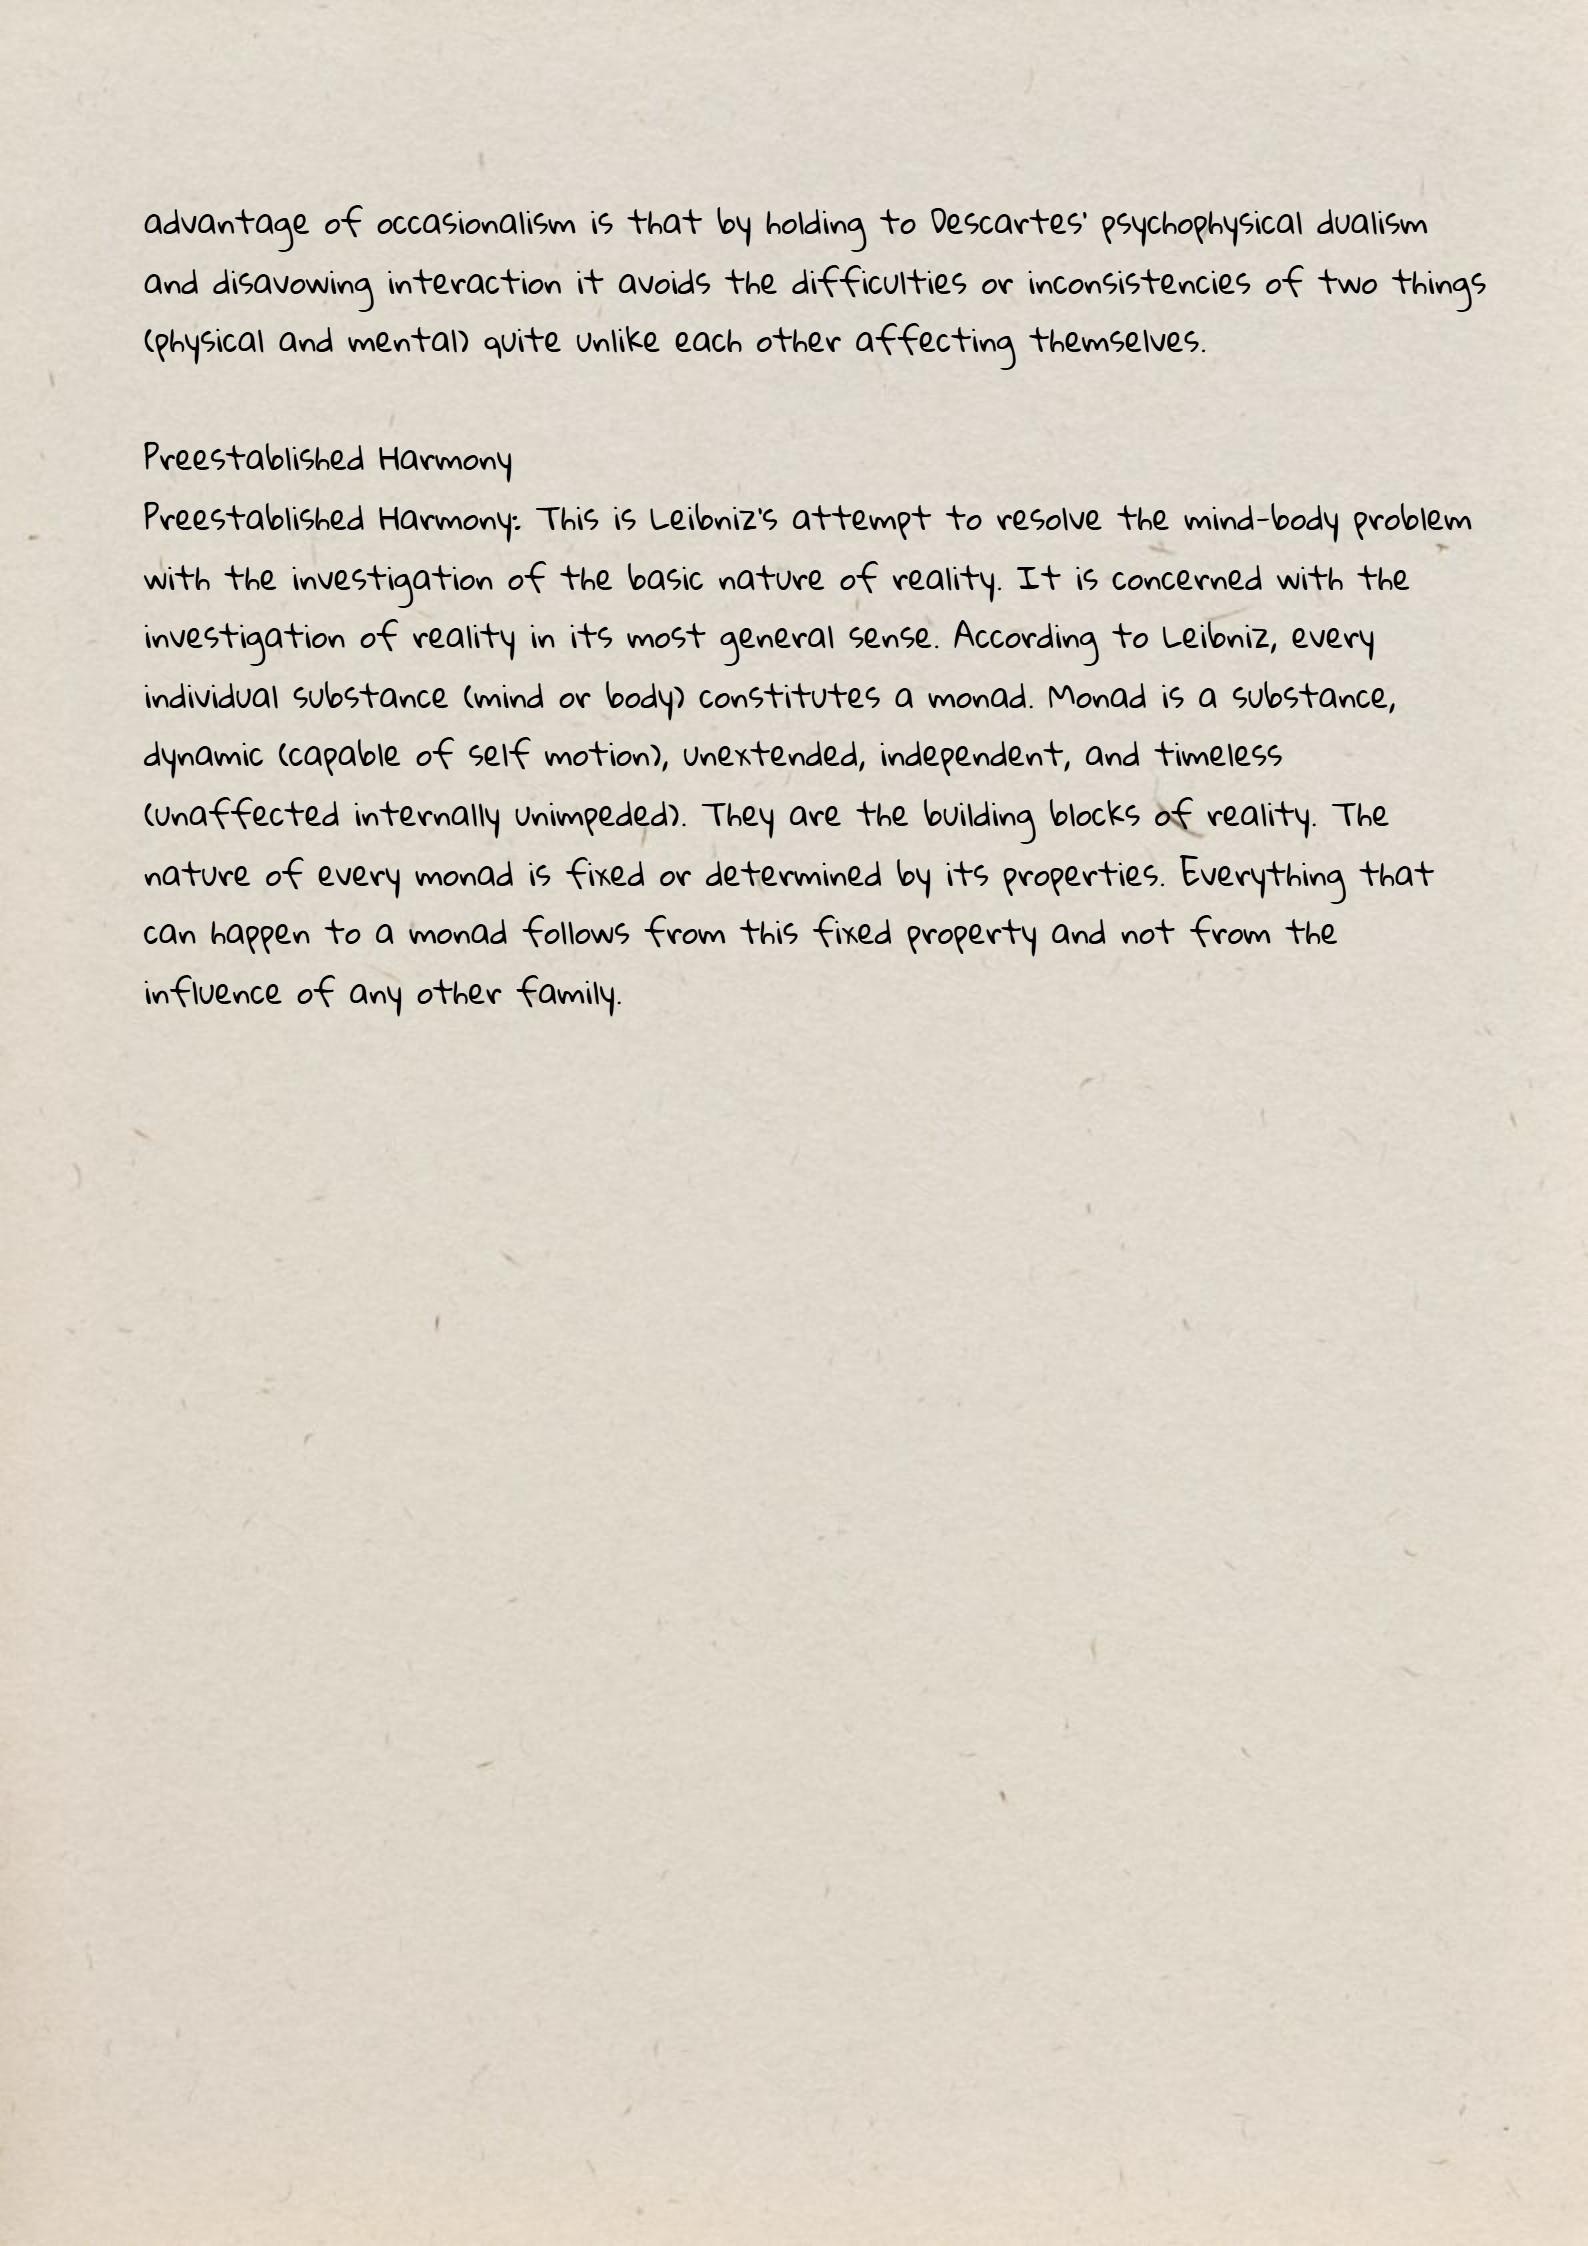 advantage of occasionalism is that by holding to Descartes' psychophysical dualism
and disavowing interaction it avoids the difficulties or inconsistencies of two things
(physical and mental) quite unlike each other affecting themselves.
Preestablished Harmony
Preestablished Harmony: This is Leibniz's attempt to resolve the mind-body problem
with the investigation of the basic nature of reality. It is concerned with the
investigation of reality in its most general sense. According to Leibniz, every
individual substance (mind or body) constitutes a monad. Monad is a substance,
dynamic (capable of self motion), unextended, independent, and timeless
(unaffected internally unimpeded). They are the building blocks of reality. The
nature of every monad is fixed or determined by its properties. Everything that
can happen to a monad follows from this fixed property and not from the
influence of any other family.